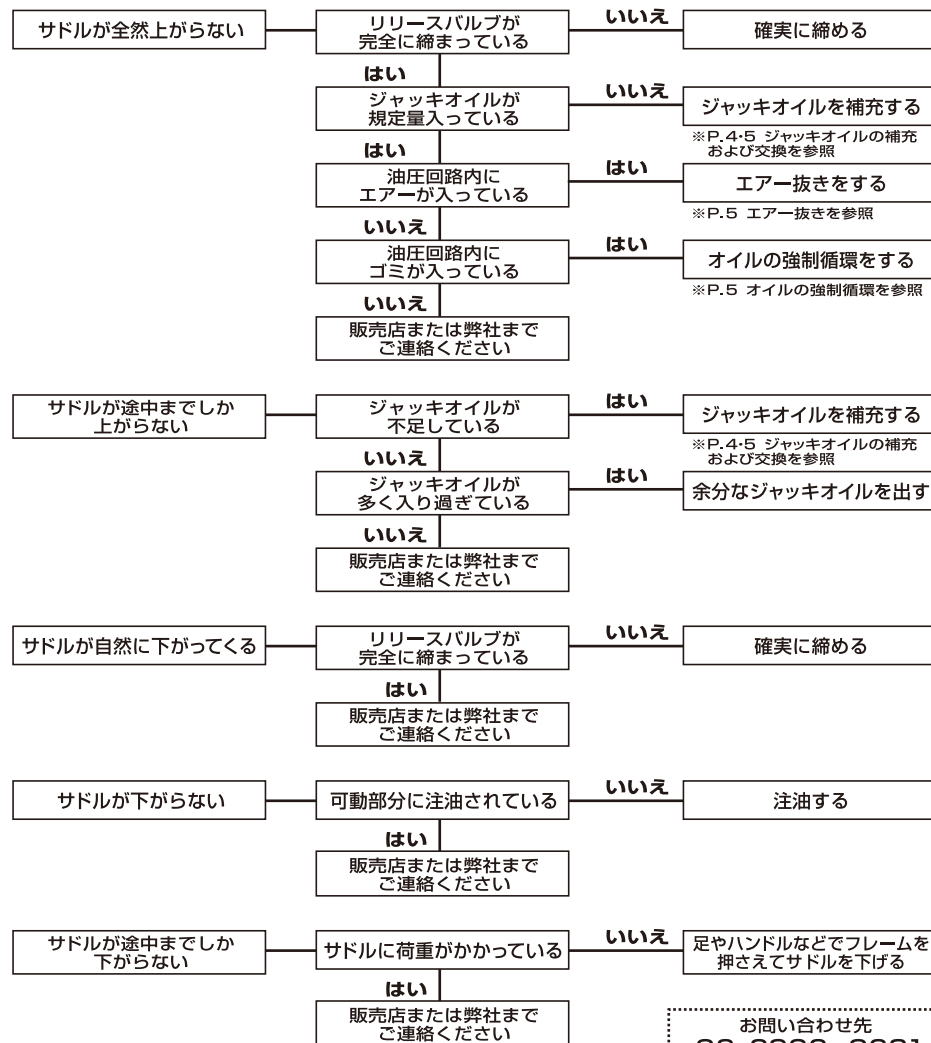 サドルが全然上がらない
リリースバルブが
完全に締まっている
いいえ
確実に締める
はい
ジャッキオイルが
規定量入っている
いいえ
ジャッキオイルを補充する
※P.4・5 ジャッキオイルの補充
および交換を参照
はい
油圧回路内に
エアーが入っている
はい
エアー抜きをする
※P.5 エアー抜きを参照
いいえ
油圧回路内に
ゴミが入っている
はい
オイルの強制循環をする
※P.5 オイルの強制循環を参照
いいえ
販売店または弊社まで
ご連絡ください
サドルが途中までしか
上がらない
ジャッキオイルが
不足している
はい
ジャッキオイルを補充する
※P.4・5 ジャッキオイルの補充
および交換を参照
いいえ
ジャッキオイルが
多く入り過ぎている
はい
余分なジャッキオイルを出す
いいえ
販売店または弊社まで
ご連絡ください
サドルが自然に下がってくる
リリースバルブが
完全に締まっている
いいえ
確実に締める
はい
販売店または弊社まで
ご連絡ください
サドルが下がらない
可動部分に注油されている
いいえ
注油する
はい
販売店または弊社まで
ご連絡ください
サドルが途中までしか
下がらない
サドルに荷重がかかっている
いいえ
足やハンドルなどでフレームを
押さえてサドルを下げる
はい
販売店または弊社まで
ご連絡ください
お問い合わせ先